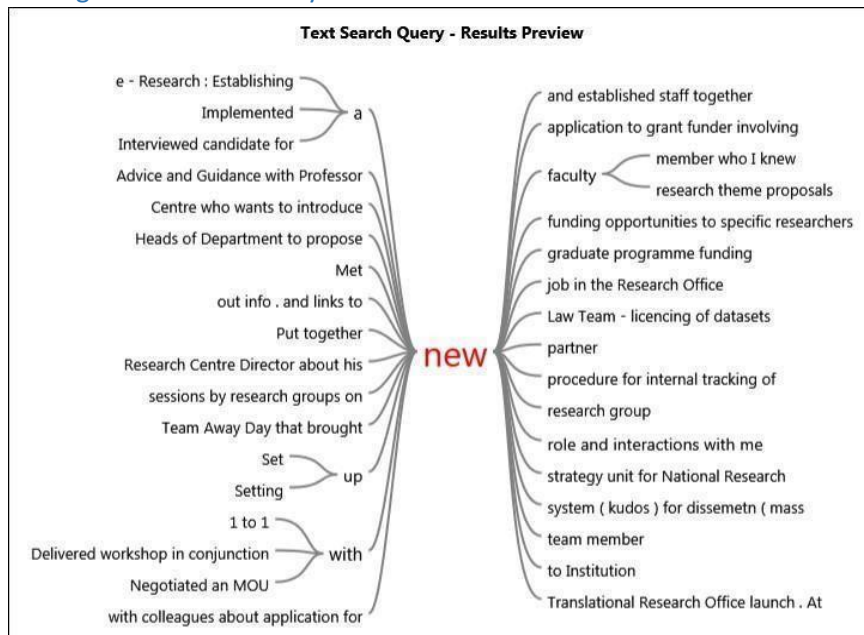 Text Search Query - Results Preview
e - Research : Establishing
Implemented
Interviewed candidate for
a
Advice and Guidance with Professor
Centre who wants to introduce
Heads of Department to propose
Met
out info . and links to
Put together
Research Centre Director about his
sessions by research groups on
Team Away Day that brought
Set
Setting
up
1 to 1
Delivered workshop in conjunction
Negotiated an MOU
with
with colleagues about application for
new
and established staff together
application to grant funder involving
faculty
member who I knew
research theme proposals
funding opportunities to specific researchers
graduate programme funding
job in the Research Office
Law Team - licencing of datasets
partner
procedure for internal tracking of
research group
role and interactions with me
strategy unit for National Research
system ( kudos ) for dissemetn ( mass
team member
to Institution
Translational Research Office launch . At